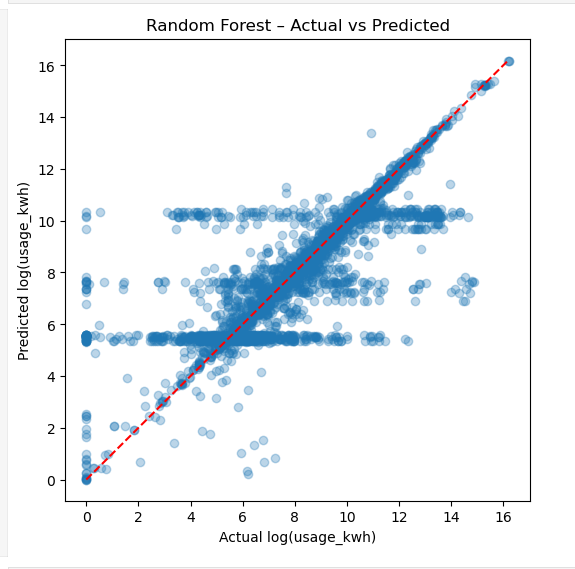 Random Forest – Actual vs Predicted
Predicted log(usage_kwh)
16
14
12
10
8
6
4
2
0
0 2 4 6 8 10 12 14 16
Actual log(usage_kwh)